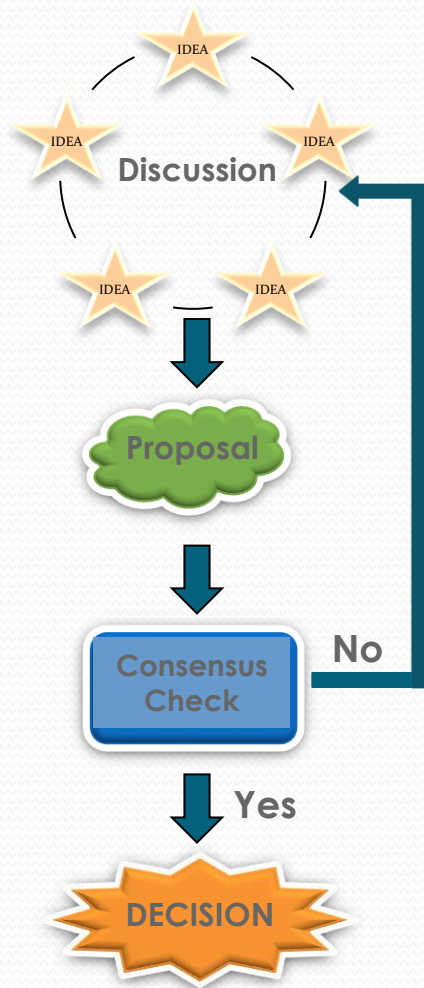 IDEA
IDEA
IDEA
Discussion
IDEA
IDEA
Proposal
Consensus
Check
No
Yes
DECISION